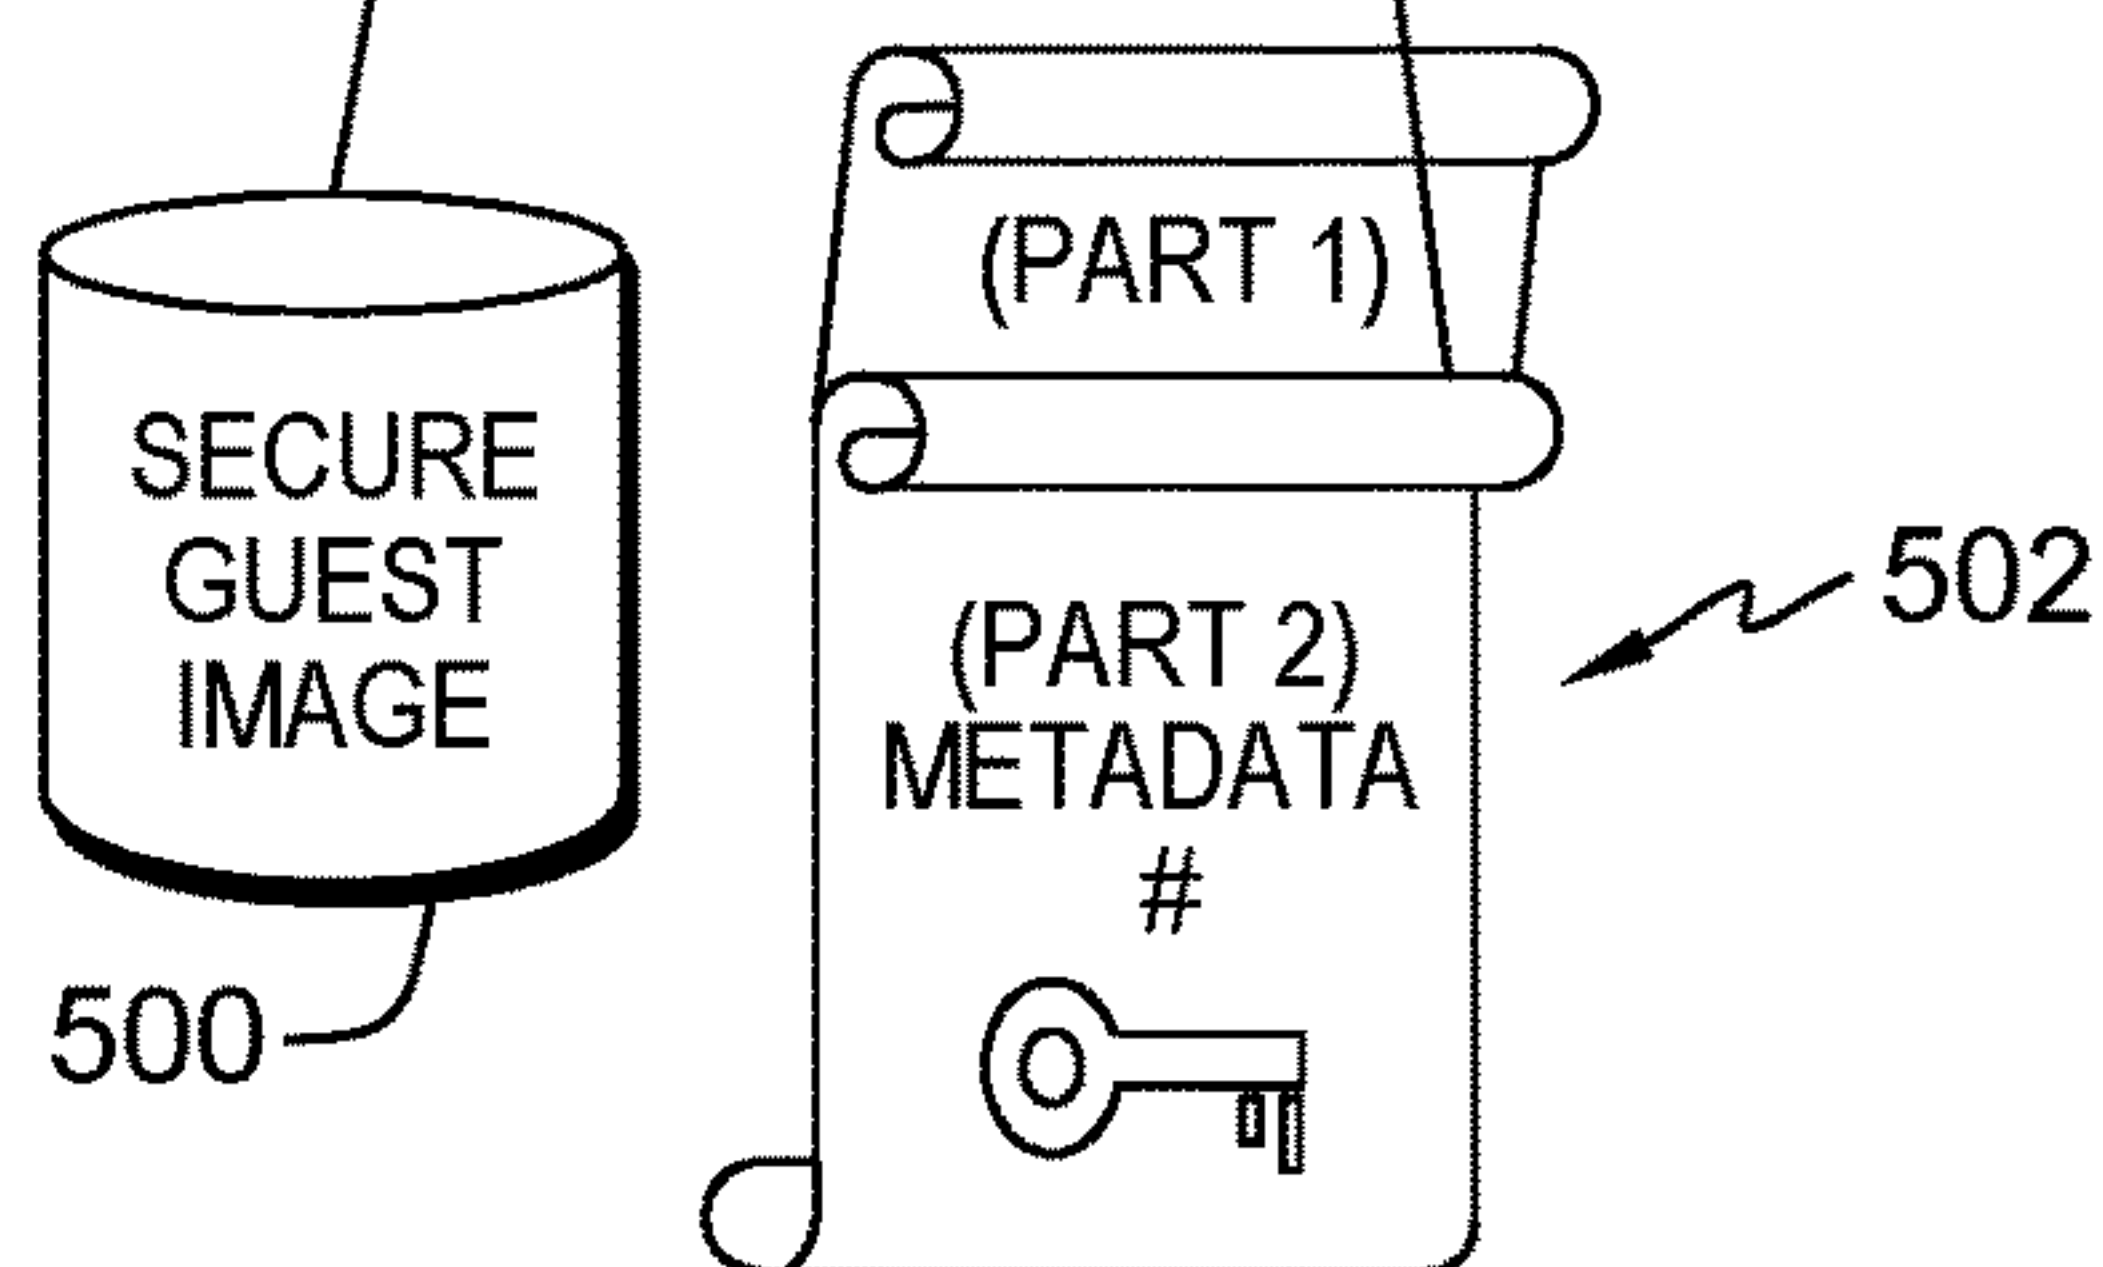 SECURE
GUEST
IMAGE
500
(PART 1)
(PART 2)
METADATA
#
502